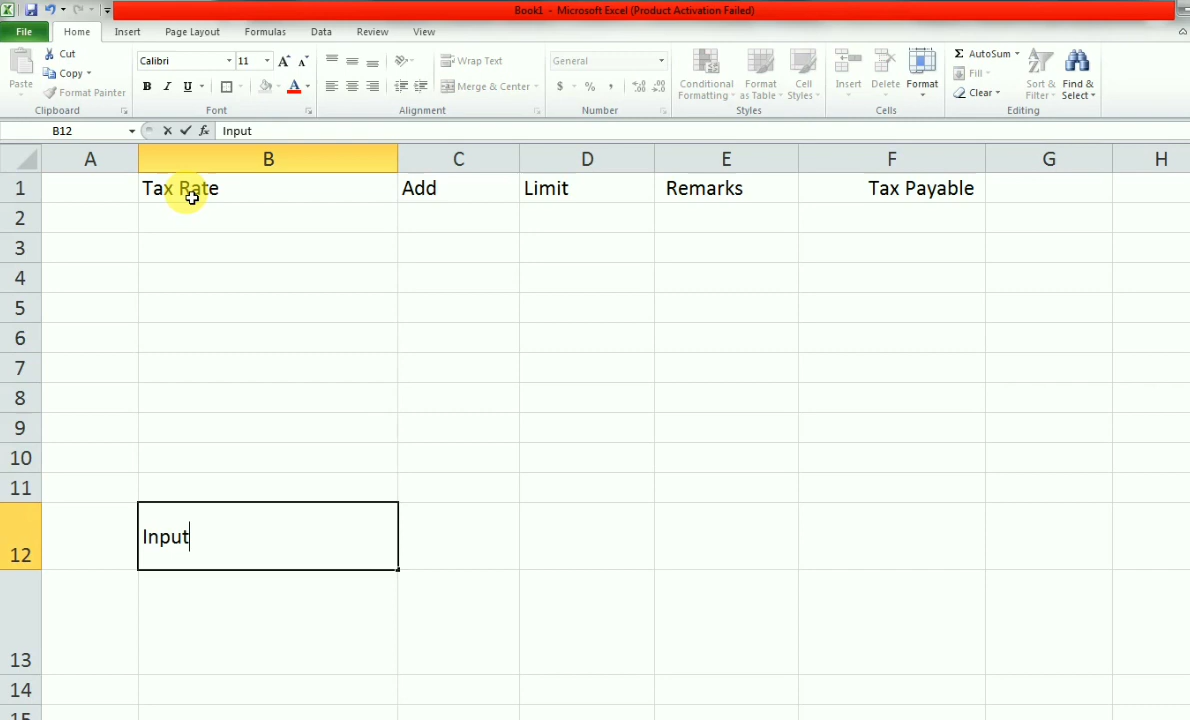 Book1 - Microsoft Excel (Product Activation Failed)
File Home Insert Page Layout Formulas Data Review View
Paste Cut Calibri 11 Wrap Text General Conditional Formatting Format as Table Cell Styles Insert Delete Format AutoSum Sort & Filter Find & Select
Copy Fill
Format Painter B I U A Merge & Center $ % , Clear
Clipboard Font Alignment Number Styles Cells Editing
B12 fx Input
A B C D E F G H
1 Tax Rate Add Limit Remarks Tax Payable
2
3
4
5
6
7
8
9
10
11
12 Input
13
14
15